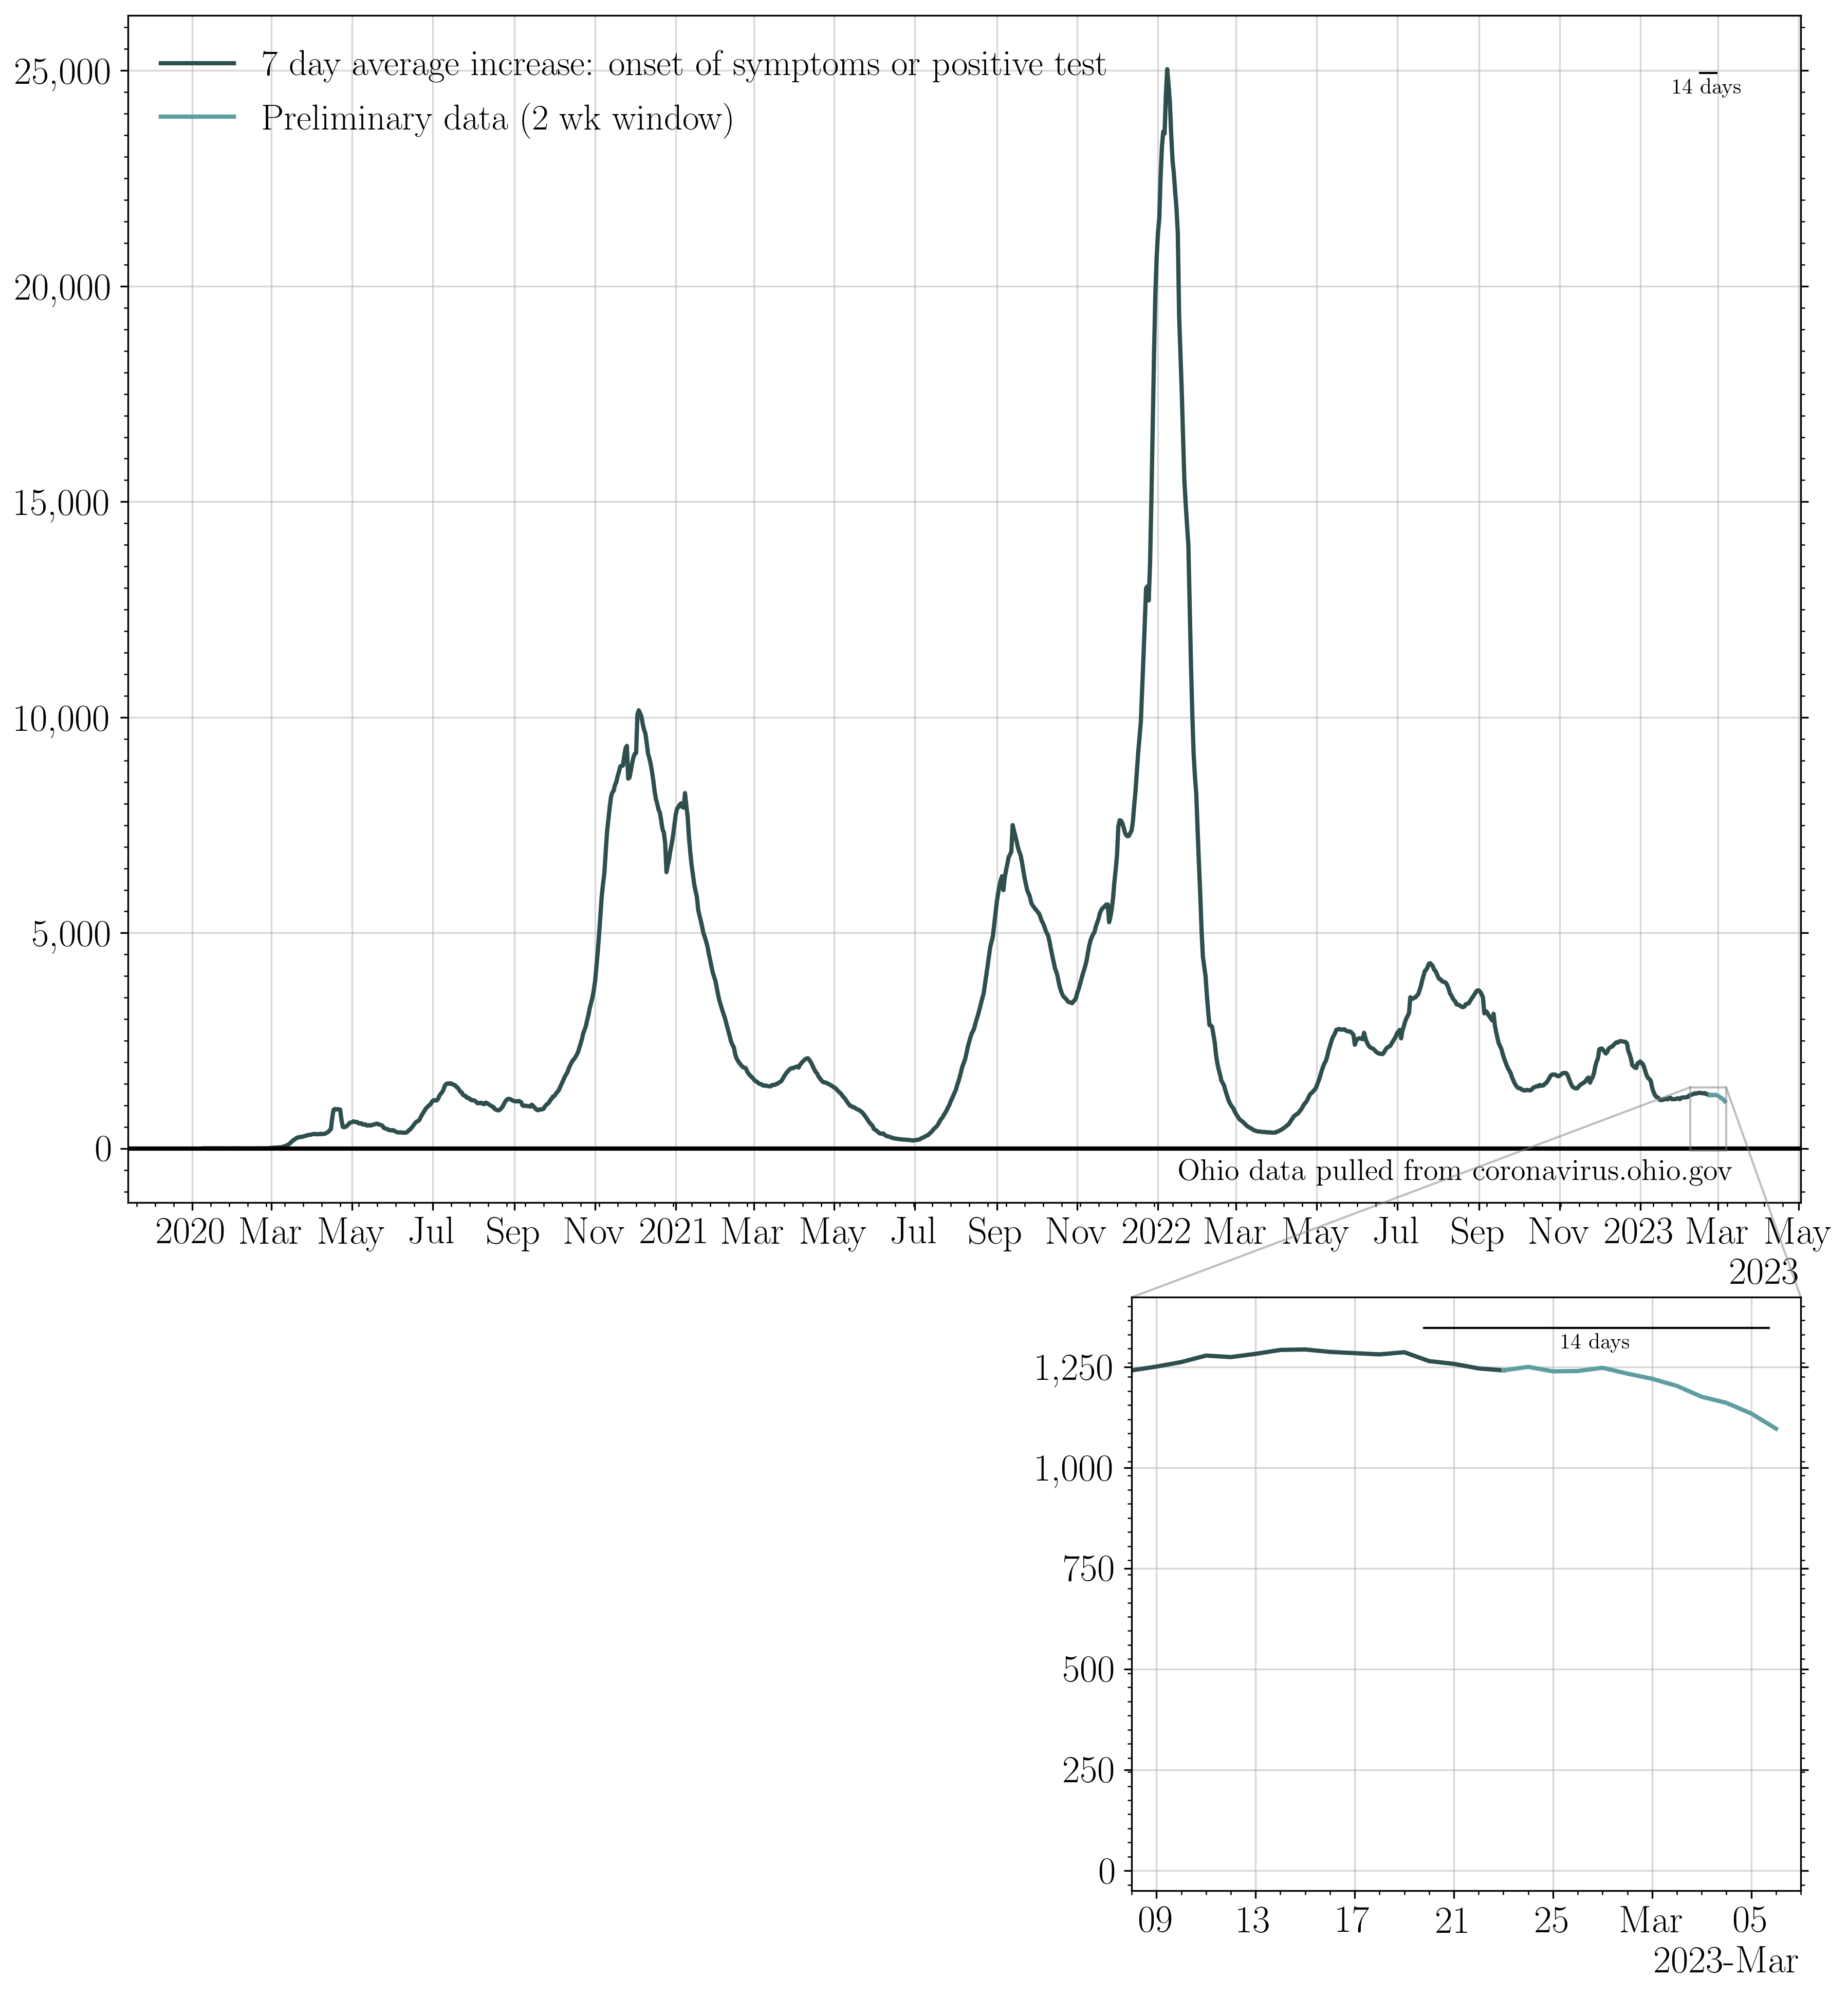 7 day average increase: onset of symptoms or positive test
Preliminary data (2 wk window)
14 days
25,000
20,000
15,000
10,000
5,000
0
Ohio data pulled from coronavirus.ohio.gov
2020 Mar May Jul Sep Nov 2021 Mar May Jul Sep Nov 2022 Mar May Jul Sep Nov 2023 Mar May
2023
14 days
1,250
1,000
750
500
250
0
09 13 17 21 25 Mar 05
2023-Mar